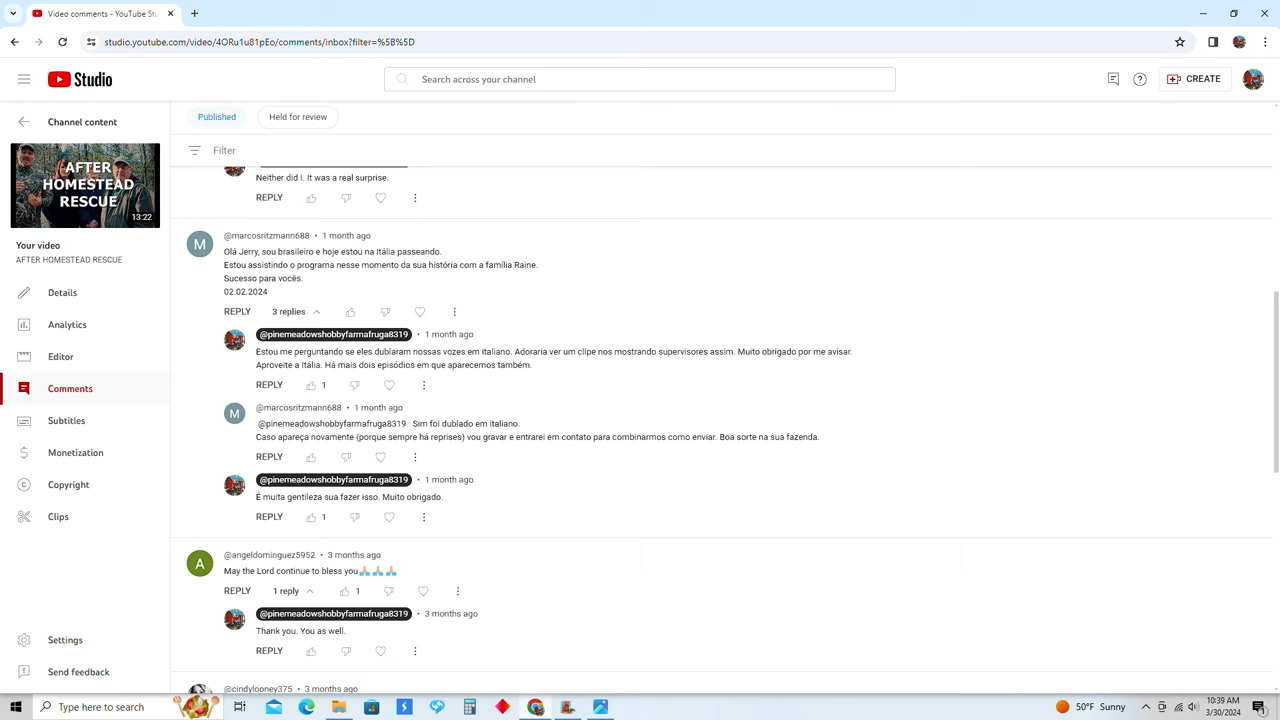 Video comments - YouTube Stu
studio.youtube.com/video/4ORu1u81pEo/comments/inbox?filter=%5B%5D
Studio
Search across your channel
CREATE
Channel content
Published
Held for review
Filter
AFTER
HOMESTEAD
RESCUE
13:22
Your video
AFTER HOMESTEAD RESCUE
Details
Analytics
Editor
Comments
Subtitles
Monetization
Copyright
Clips
Settings
Send feedback
Neither did I. It was a real surprise.
REPLY
M
@marcosritzmann688 • 1 month ago
Olá Jerry, sou brasileiro e hoje estou na Itália passeando.
Estou assistindo o programa nesse momento da sua história com a família Raine.
Sucesso para vocês.
02.02.2024
REPLY 3 replies
@pinemeadowshobbyfarmafruga8319 • 1 month ago
Estou me perguntando se eles dublaram nossas vozes em italiano. Adoraria ver um clipe nos mostrando supervisores assim. Muito obrigado por me avisar.
Aproveite a Itália. Há mais dois episódios em que aparecemos também.
REPLY 1
M
@marcosritzmann688 • 1 month ago
@pinemeadowshobbyfarmafruga8319 Sim foi dublado em italiano.
Caso apareça novamente (porque sempre há reprises) vou gravar e entrarei em contato para combinarmos como enviar. Boa sorte na sua fazenda.
REPLY
@pinemeadowshobbyfarmafruga8319 • 1 month ago
É muita gentileza sua fazer isso. Muito obrigado.
REPLY 1
A
@angeldominguez5952 • 3 months ago
May the Lord continue to bless you🙏🏼🙏🏼🙏🏼
REPLY 1 reply 1
@pinemeadowshobbyfarmafruga8319 • 3 months ago
Thank you. You as well.
REPLY
@cindylooney375 • 3 months ago
Type here to search
50°F Sunny
10:39 AM
3/30/2024